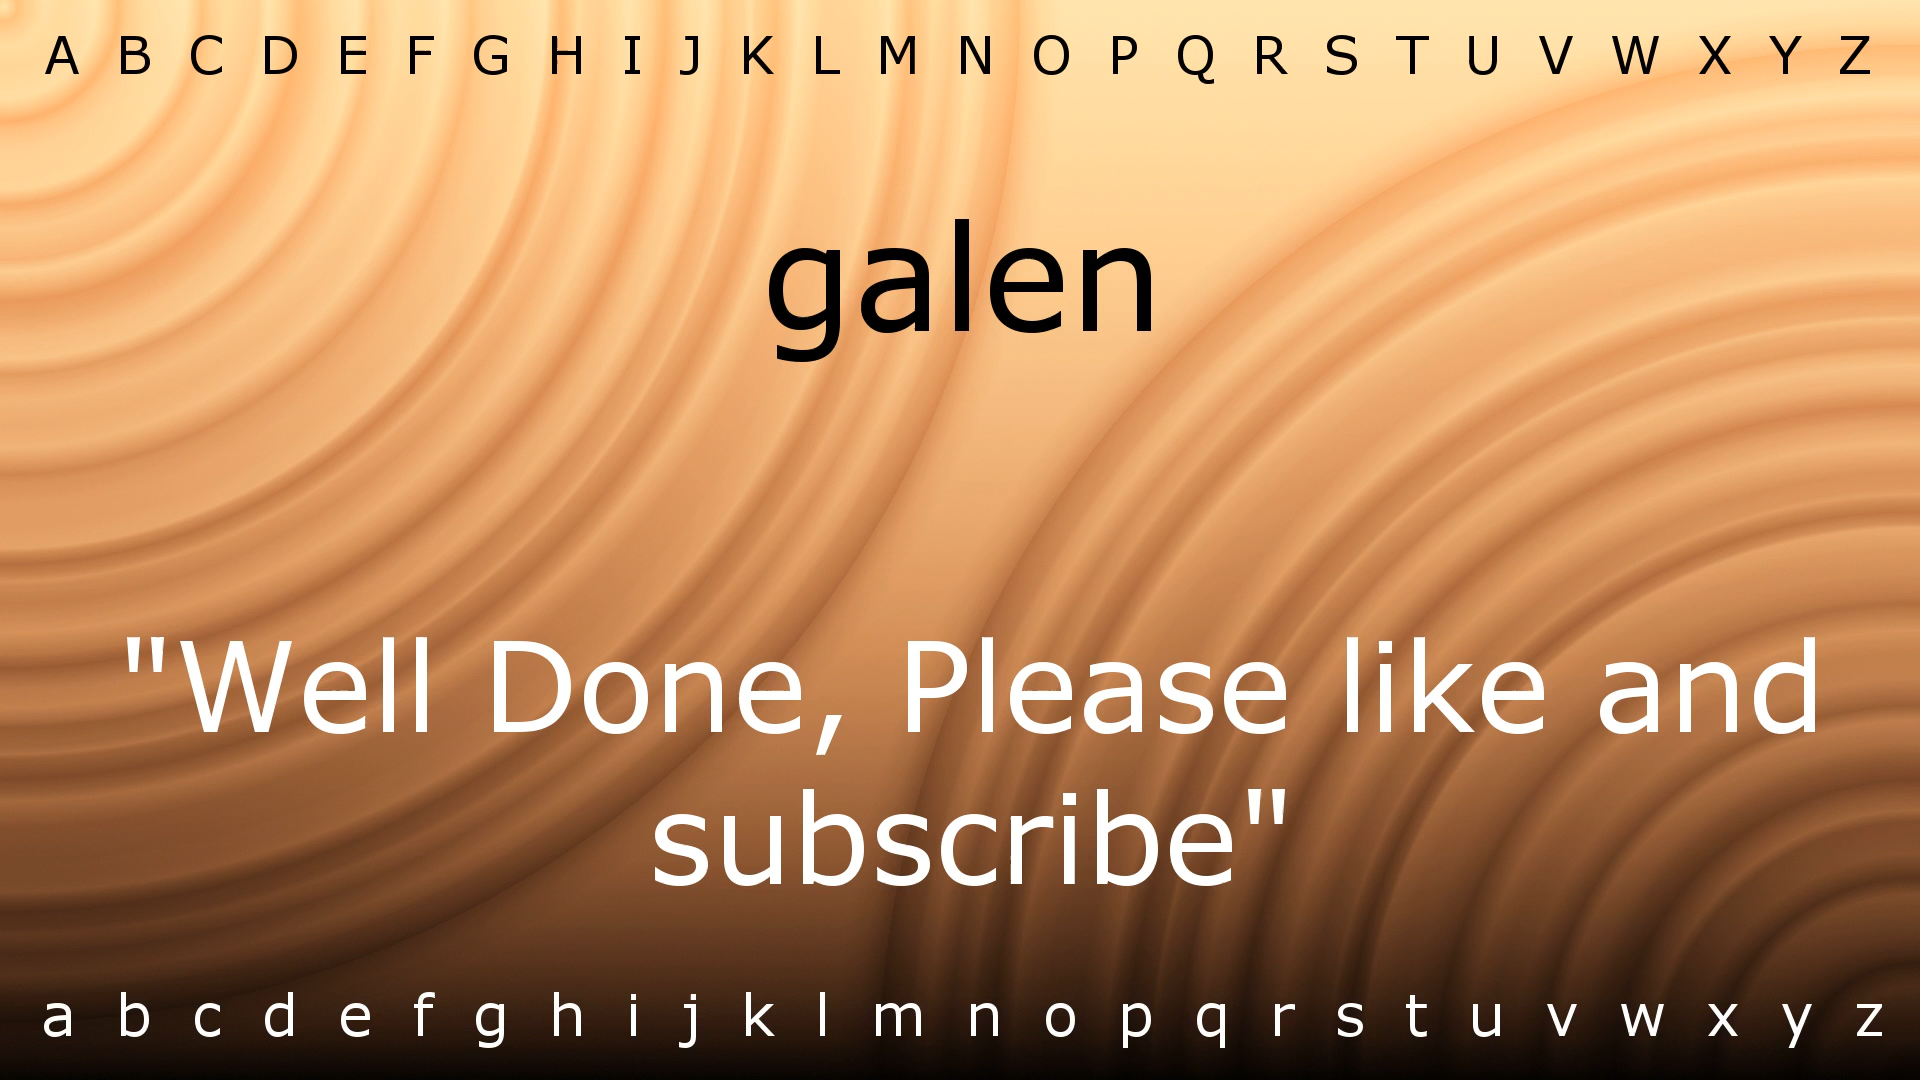 A B C D E F G H I J K L M N O P Q R S T U V W X Y Z
galen
"Well Done, Please like and
subscribe"
a b c d e f g h i j k l m n o p q r s t u v w x y z